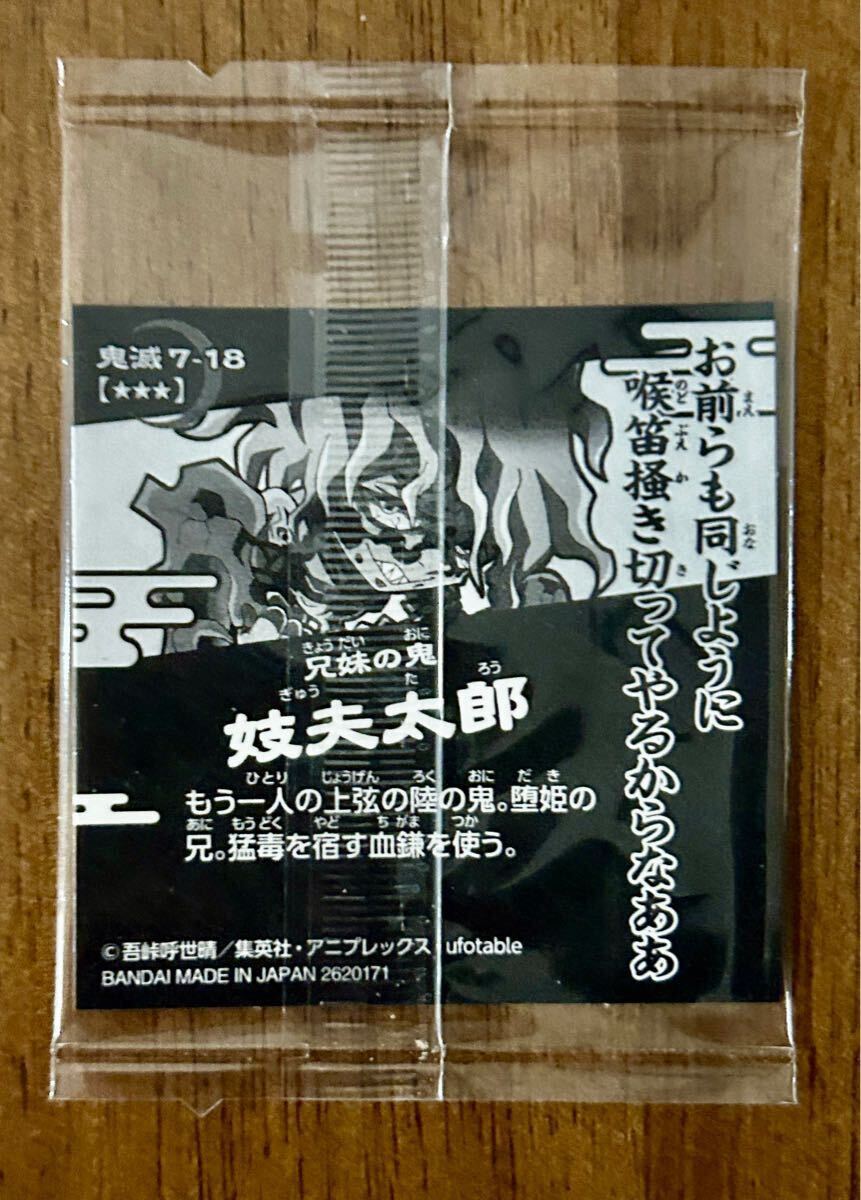 鬼滅 7-18
【★★★】
お前らも同じように
喉笛掻き切ってやるからなああ
兄妹の鬼
妓夫太郎
もう一人の上弦の陸の鬼。堕姫の
兄。猛毒を宿す血鎌を使う。
©吾峠呼世晴／集英社・アニプレックス・ufotable
BANDAI MADE IN JAPAN 2620171